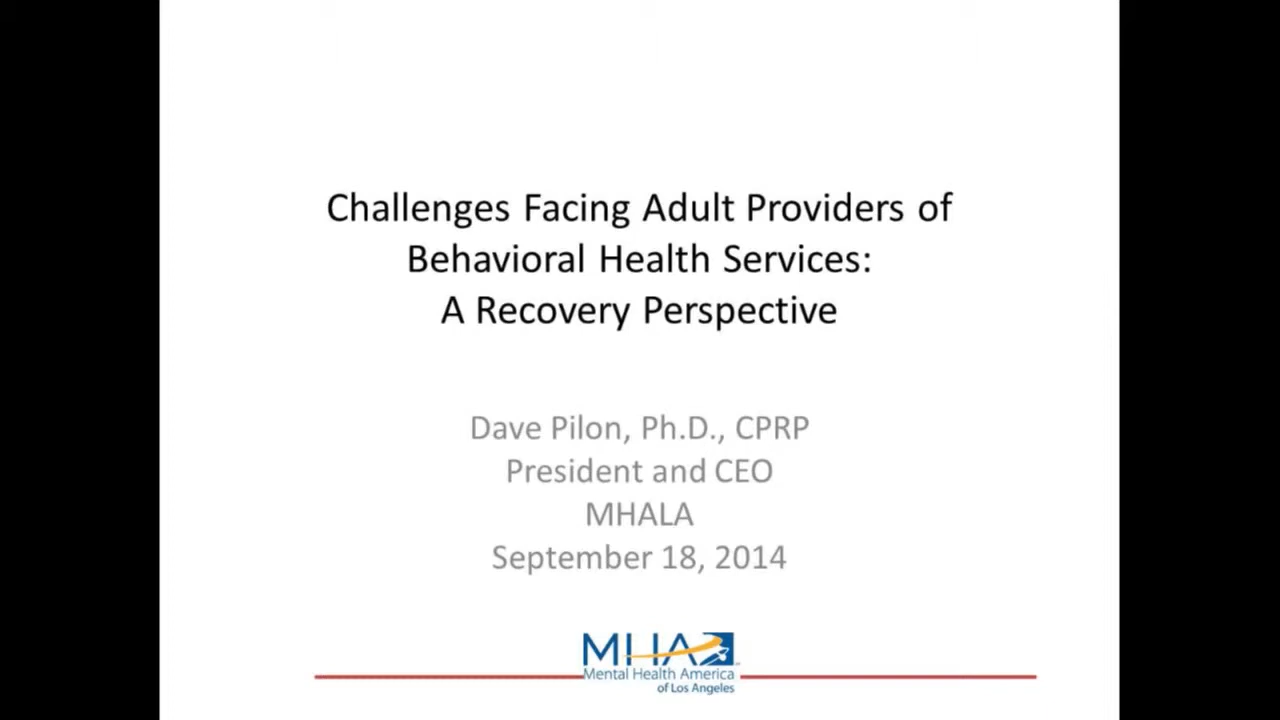 Challenges Facing Adult Providers of
Behavioral Health Services:
A Recovery Perspective
Dave Pilon, Ph.D., CPRP
President and CEO
MHALA
September 18, 2014
MHA
Mental Health America
of Los Angeles